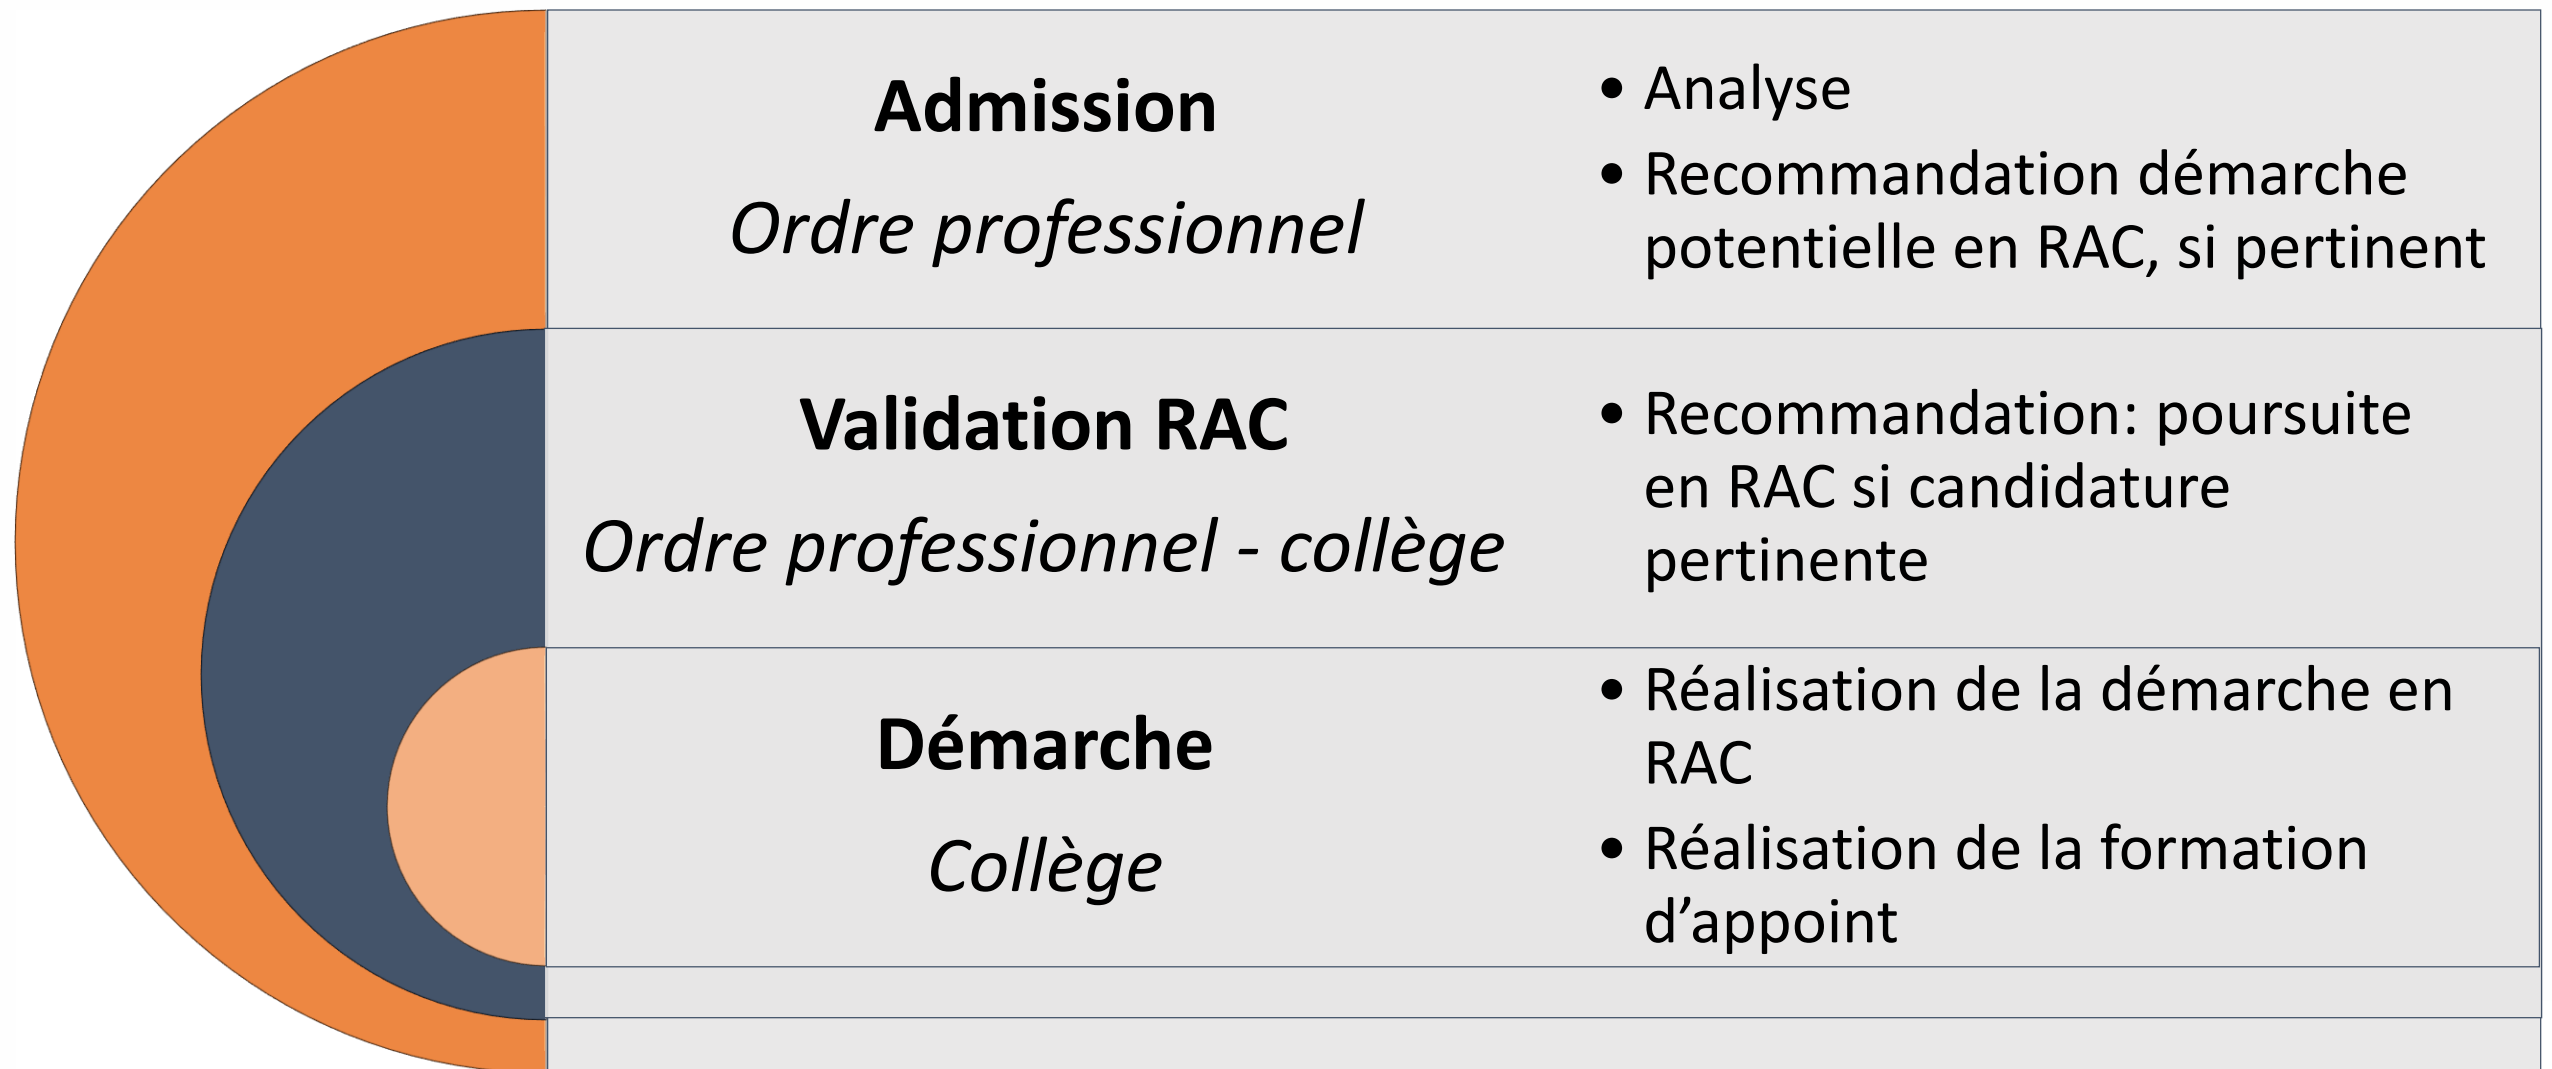 Admission
Ordre professionnel
• Analyse
• Recommandation démarche
potentielle en RAC, si pertinent
Validation RAC
Ordre professionnel - collège
• Recommandation: poursuite
en RAC si candidature
pertinente
Démarche
Collège
• Réalisation de la démarche en
RAC
• Réalisation de la formation
d’appoint